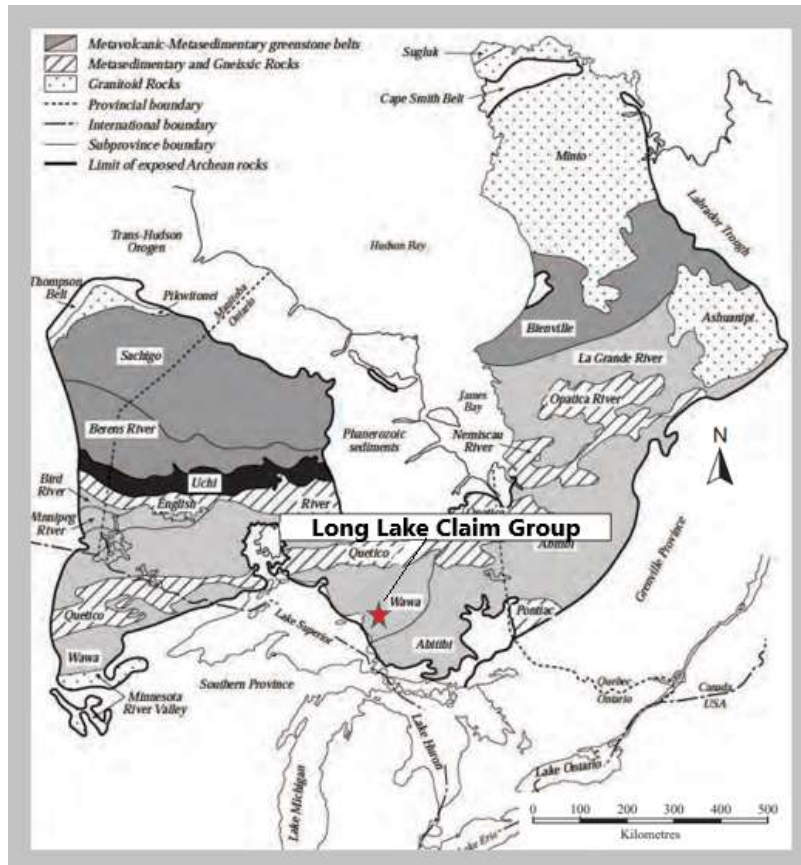 Metavolcanic-Metasedimentary greenstone belts
Metasedimentary and Gneissic Rocks
Granitoid Rocks
Provincial boundary
International boundary
Subprovince boundary
Limit of exposed Archean rocks
Sugluk
Cape Smith Belt
Minto
Labrador Trough
Trans-Hudson
Orogen
Hudson Bay
Thompson
Belt
Pikwitonei
Manitoba
Ontario
Ashuanipi
Bienville
Sachigo
La Grande River
James
Bay
Opatica River
Berens River
Phanerozoic
sediments
Nemiscau
River
N
Uchi
Bird
River
English
River
Winnipeg
River
Long Lake Claim Group
Abitibi
Quetico
Grenville Province
Wawa
Pontiac
Quetico
Lake Superior
Abitibi
Wawa
Southern Province
Quebec
Ontario
Canada
USA
Minnesota
River Valley
Lake Huron
Lake Michigan
Lake Ontario
Lake Erie
0 100 200 300 400 500
Kilometres